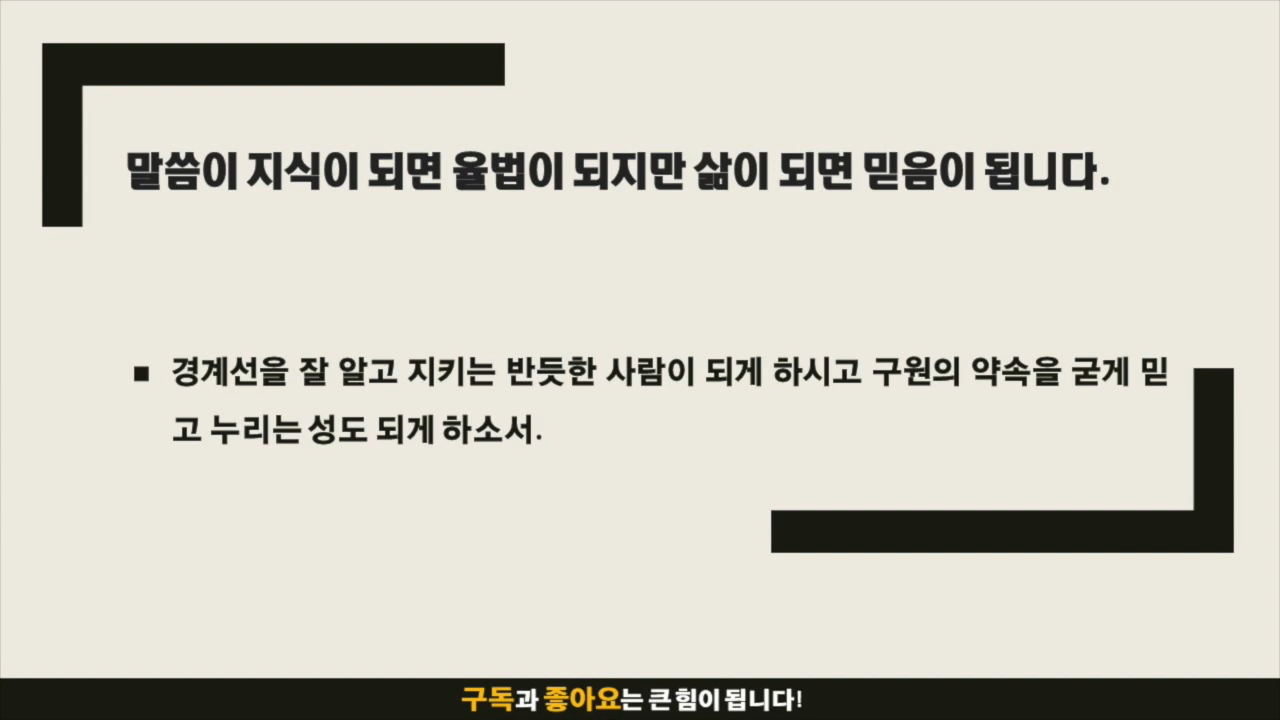 말씀이 지식이 되면 율법이 되지만 삶이 되면 믿음이 됩니다.
■ 경계선을 잘 알고 지키는 반듯한 사람이 되게 하시고 구원의 약속을 굳게 믿
고 누리는 성도 되게 하소서.
구독과 좋아요는 큰 힘이 됩니다!